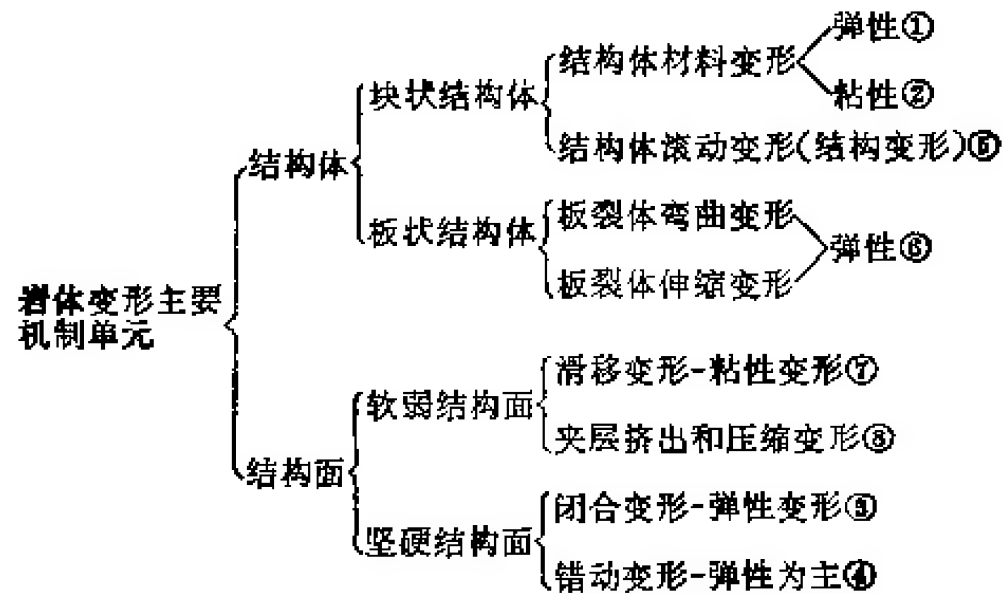 弹性①
结构体材料变形
粘性②
块状结构体
结构体滚动变形(结构变形)⑤
结构体
板裂体弯曲变形
板状结构体
弹性⑥
板裂体伸缩变形
岩体变形主要
机制单元
滑移变形-粘性变形⑦
软弱结构面
夹层挤出和压缩变形⑧
结构面
闭合变形-弹性变形③
坚硬结构面
错动变形-弹性为主④